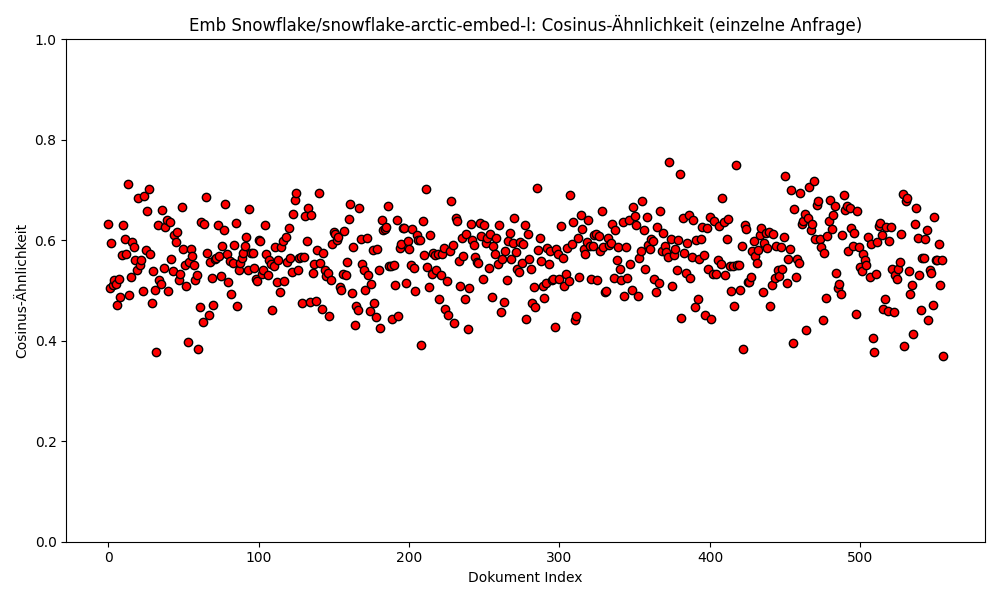 Emb Snowflake/snowflake-arctic-embed-l: Cosinus-Ähnlichkeit (einzelne Anfrage)
1.0
0.8
0.6
0.4
0.2
0.0
Cosinus-Ähnlichkeit
0 100 200 300 400 500
Dokument Index